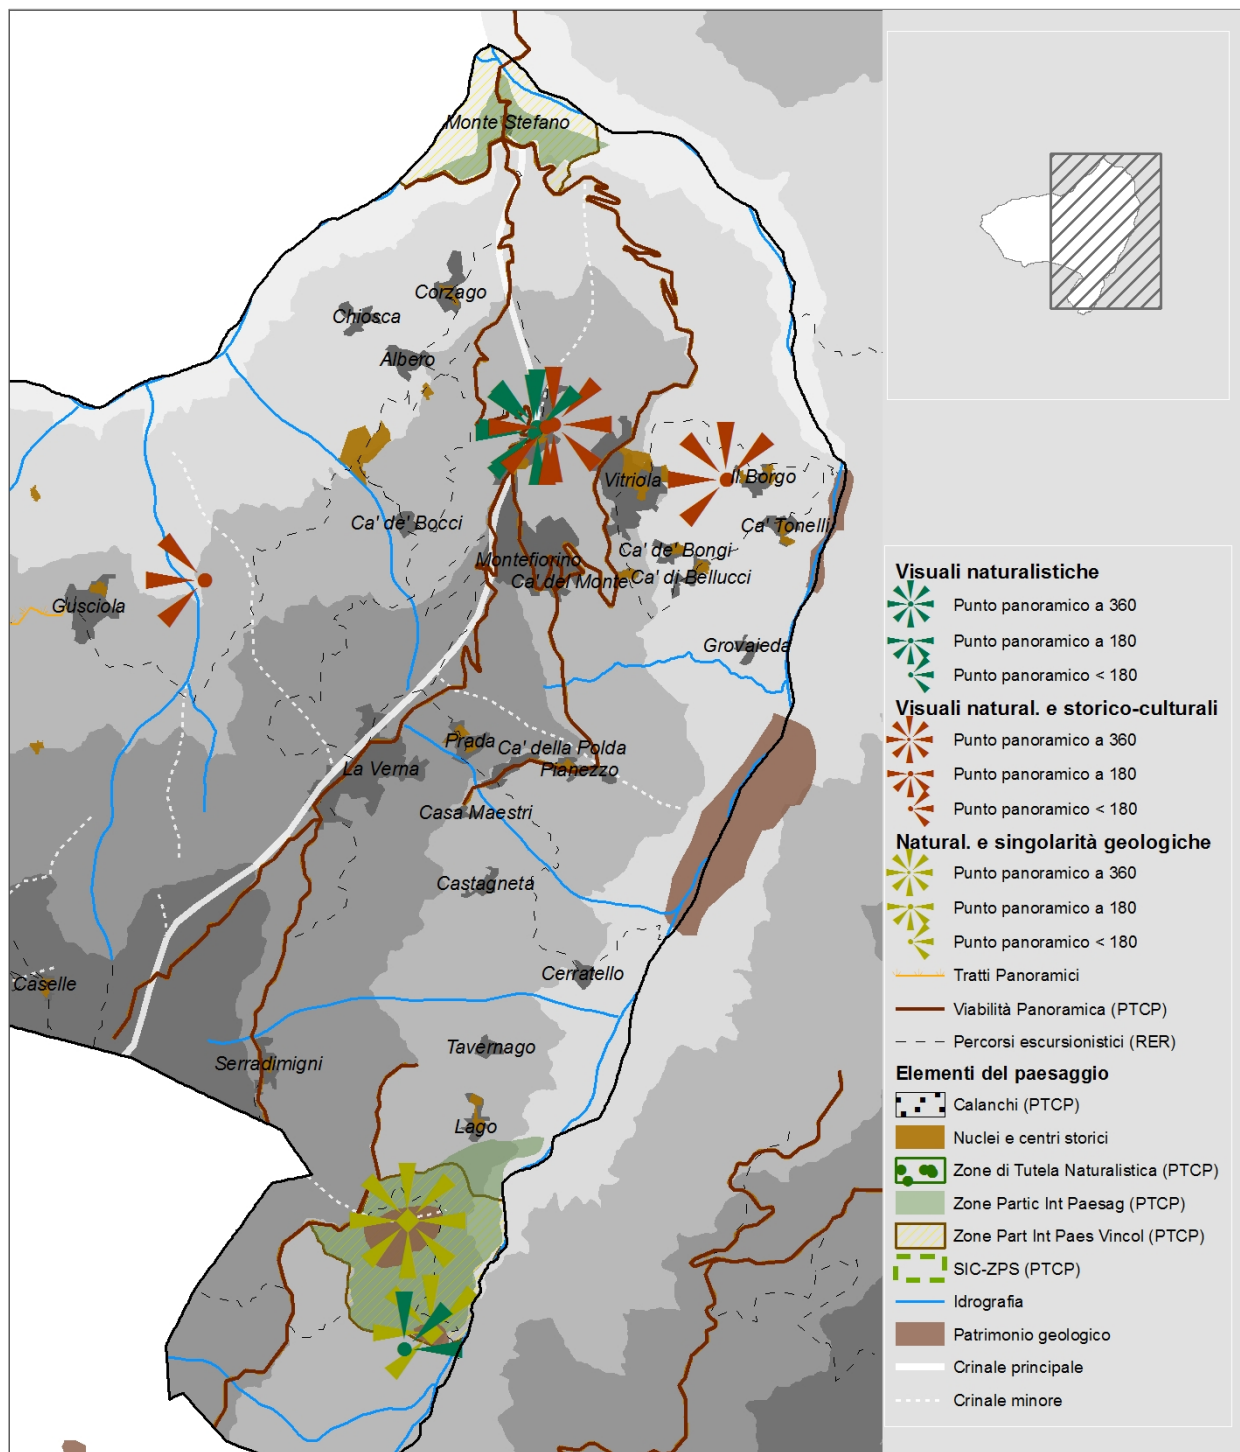 Monte Stefano
Corzago
Chiosca
Albero
Vitriola
Il Borgo
Ca' de' Bocci
Ca' Tonelli
Montefiorino
Ca' de' Bongi
Ca' del Monte
Ca' di Bellucci
Gusciola
Grovaieda
Prada
Ca' della Polda
La Verna
Pianezzo
Casa Maestri
Castagneta
Cerratello
Caselle
Tavernago
Serradimigni
Lago
Visuali naturalistiche
Punto panoramico a 360
Punto panoramico a 180
Punto panoramico < 180
Visuali natural. e storico-culturali
Punto panoramico a 360
Punto panoramico a 180
Punto panoramico < 180
Natural. e singolarità geologiche
Punto panoramico a 360
Punto panoramico a 180
Punto panoramico < 180
Tratti Panoramici
Viabilità Panoramica (PTCP)
Percorsi escursionistici (RER)
Elementi del paesaggio
Calanchi (PTCP)
Nuclei e centri storici
Zone di Tutela Naturalistica (PTCP)
Zone Partic Int Paesag (PTCP)
Zone Part Int Paes Vincol (PTCP)
SIC-ZPS (PTCP)
Idrografia
Patrimonio geologico
Crinale principale
Crinale minore